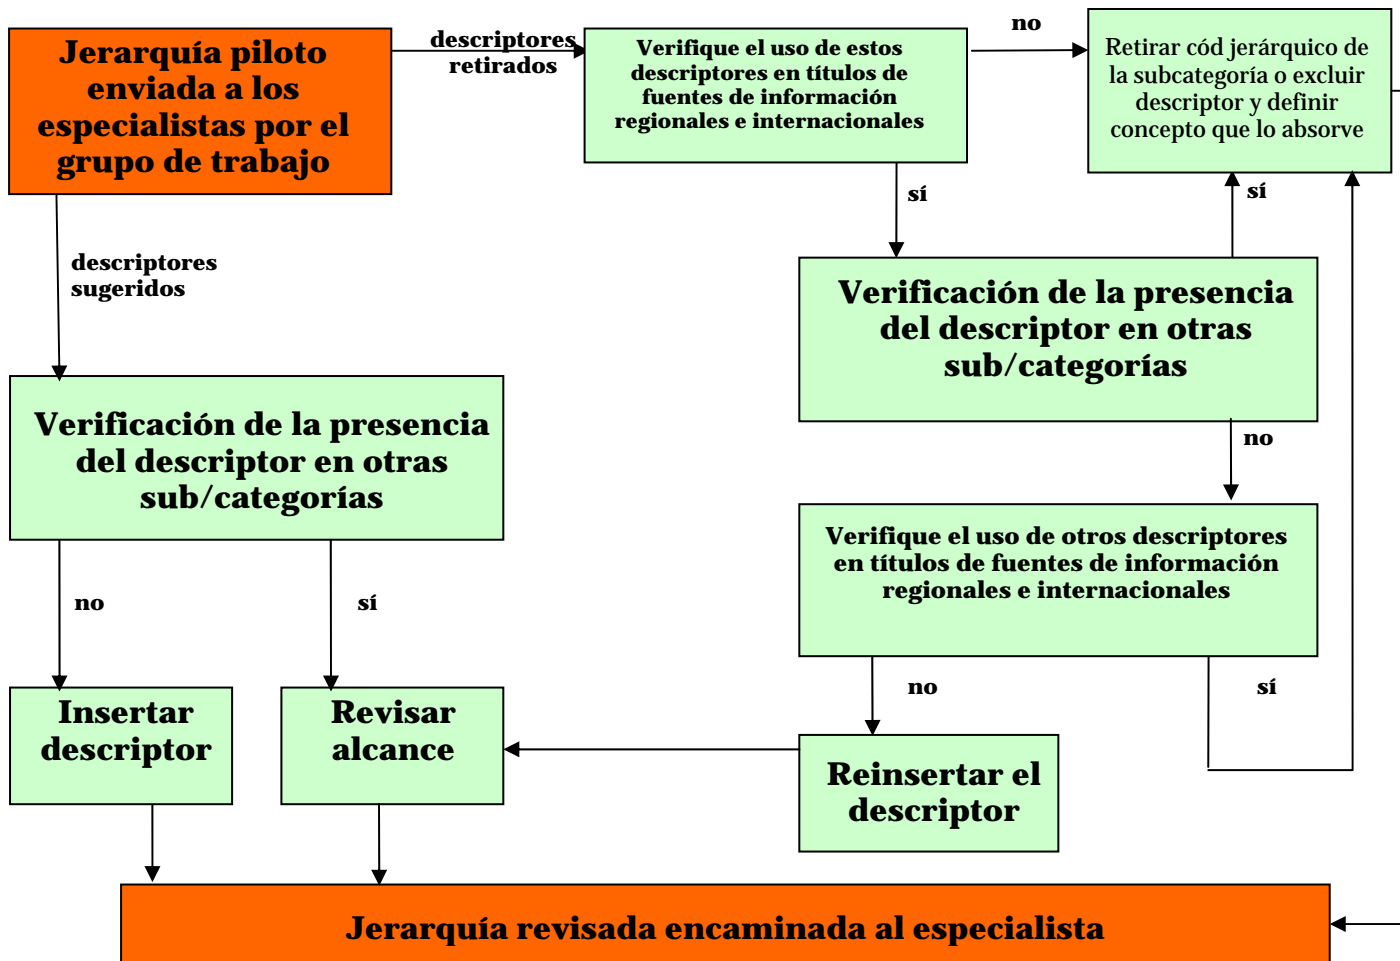 Jerarquía piloto
enviada a los
especialistas por el
grupo de trabajo
descriptores
retirados
Verifique el uso de estos
descriptores en títulos de
fuentes de información
regionales e internacionales
no
Retirar cód jerárquico de
la subcategoría o excluir
descriptor y definir
concepto que lo absorve
sí
sí
descriptores
sugeridos
Verificación de la presencia
del descriptor en otras
sub/categorías
Verificación de la presencia
del descriptor en otras
sub/categorías
no
Verifique el uso de otros descriptores
en títulos de fuentes de información
regionales e internacionales
no
sí
no
sí
Insertar
descriptor
Revisar
alcance
Reinsertar el
descriptor
Jerarquía revisada encaminada al especialista